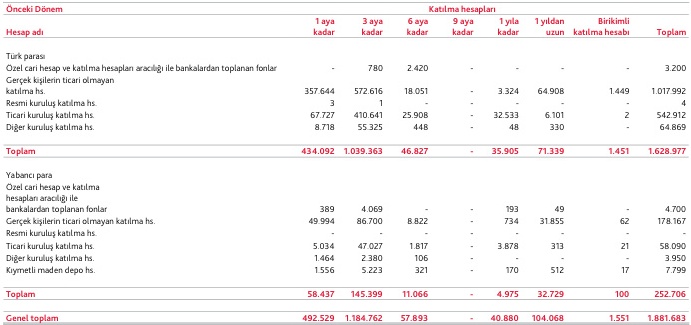 Önceki Dönem Katılma hesapları
1 aya 3 aya 6 aya 9 aya 1 yıla 1 yıldan Birikimli
Hesap adı kadar kadar kadar kadar kadar uzun katılma hesabı Toplam
Türk parası
Özel cari hesap ve katılma hesapları aracılığı ile bankalardan toplanan fonlar - 780 2.420 - - - - 3.200
Gerçek kişilerin ticari olmayan
katılma hs. 357.644 572.616 18.051 - 3.324 64.908 1.449 1.017.992
Resmi kuruluş katılma hs. 3 1 - - - - - 4
Ticari kuruluş katılma hs. 67.727 410.641 25.908 - 32.533 6.101 2 542.912
Diğer kuruluş katılma hs. 8.718 55.325 448 - 48 330 - 64.869
Toplam 434.092 1.039.363 46.827 - 35.905 71.339 1.451 1.628.977
Yabancı para
Özel cari hesap ve katılma
hesapları aracılığı ile
bankalardan toplanan fonlar 389 4.069 - - 193 49 - 4.700
Gerçek kişilerin ticari olmayan katılma hs. 49.994 86.700 8.822 - 734 31.855 62 178.167
Resmi kuruluş katılma hs. - - - - - - - -
Ticari kuruluş katılma hs. 5.034 47.027 1.817 - 3.878 313 21 58.090
Diğer kuruluş katılma hs. 1.464 2.380 106 - - - - 3.950
Kıymetli maden depo hs. 1.556 5.223 321 - 170 512 17 7.799
Toplam 58.437 145.399 11.066 - 4.975 32.729 100 252.706
Genel toplam 492.529 1.184.762 57.893 - 40.880 104.068 1.551 1.881.683